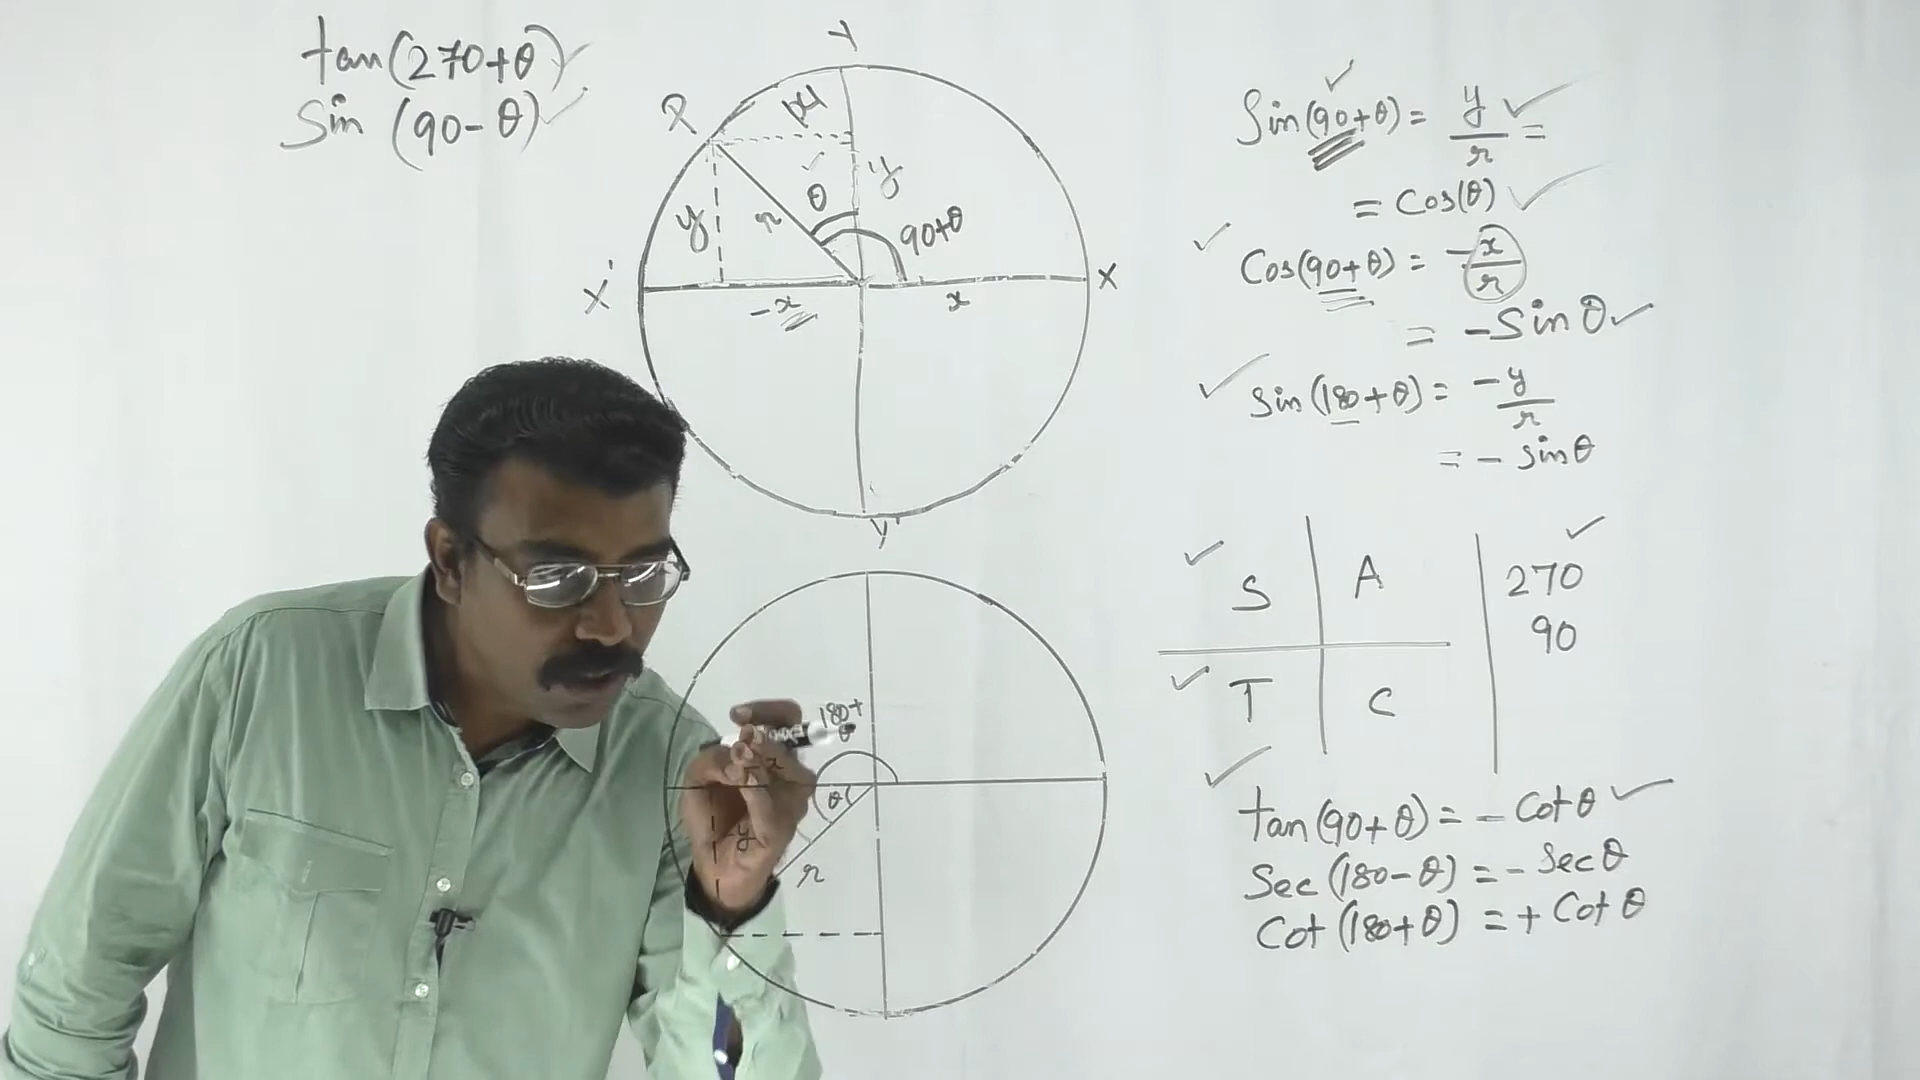 tan(270+θ)
Sin (90-θ)
Y
P
|x|
θ
y
y
r
90+θ
X'
-x
x
X
Y'
180+
θ
-x
θ
-y
r
Sin(90+θ) = y/r =
= Cos(θ)
Cos(90+θ) = -x/r
= -Sin θ
Sin (180+θ) = -y/r
= - Sinθ
S A
T C
270
90
tan(90+θ) = - Cot θ
Sec (180-θ) = - Sec θ
Cot (180+θ) = + Cot θ